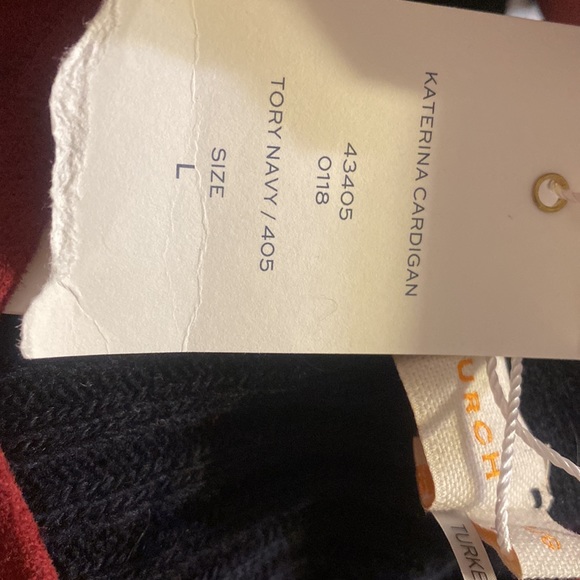 KATERINA CARDIGAN
43405
0118
TORY NAVY / 405
SIZE
L
URCH
TURKE